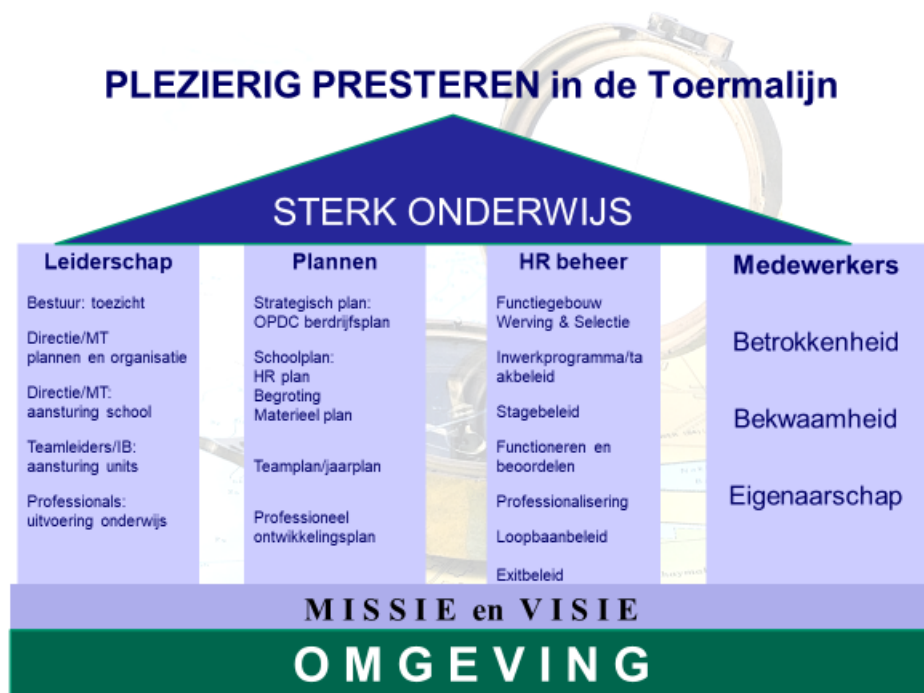 PLEZIERIG PRESTEREN in de Toermalijn
STERK ONDERWIJS
Leiderschap
Bestuur: toezicht
Directie/MT
plannen en organisatie
Directie/MT:
aansturing school
Teamleiders/IB:
aansturing units
Professionals:
uitvoering onderwijs
Plannen
Strategisch plan:
OPDC berdrijfsplan
Schoolplan:
HR plan
Begroting
Materieel plan
Teamplan/jaarplan
Professioneel
ontwikkelingsplan
HR beheer
Functiegebouw
Werving & Selectie
Inwerkprogramma/ta
akbeleid
Stagebeleid
Functioneren en
beoordelen
Professionalisering
Loopbaanbeleid
Exitbeleid
Medewerkers
Betrokkenheid
Bekwaamheid
Eigenaarschap
MISSIE en VISIE
OMGEVING